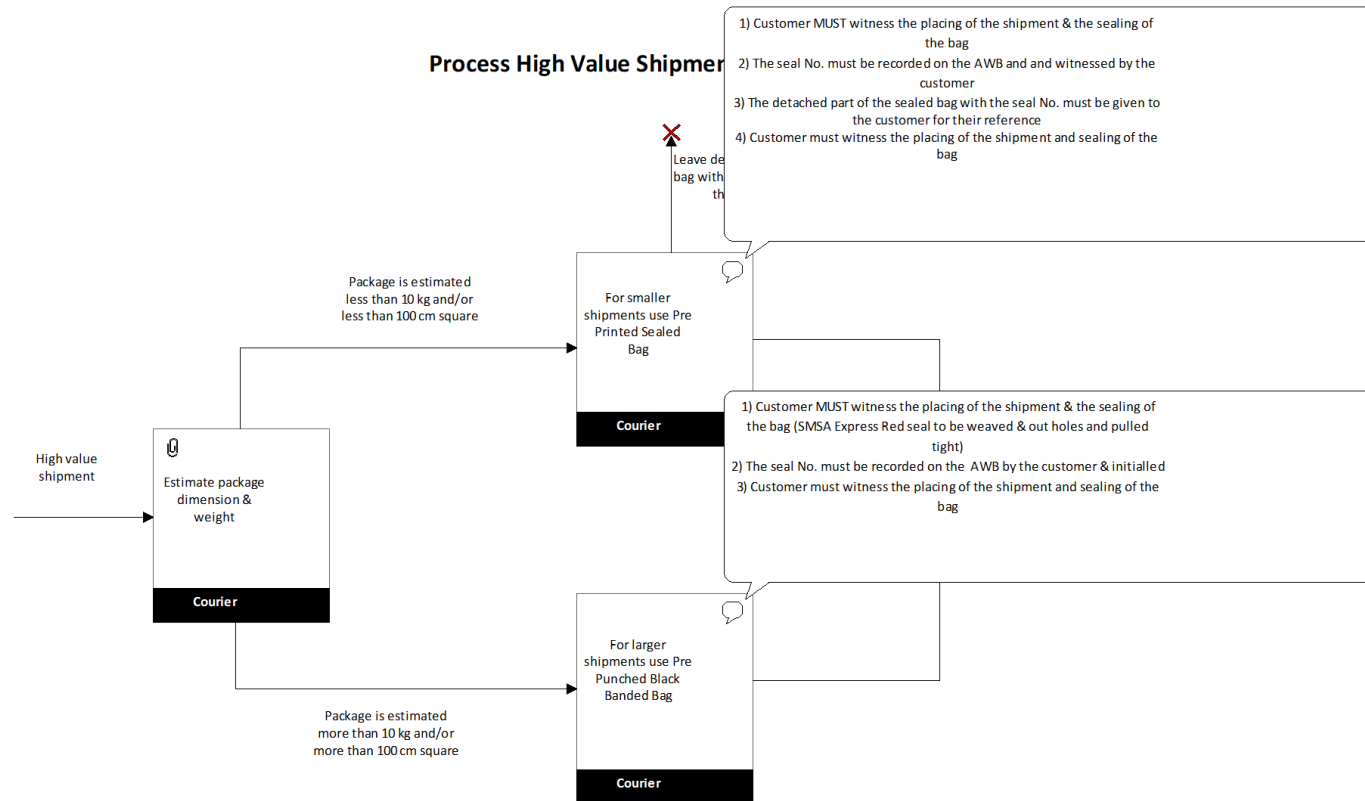 Process High Value Shipmer
1) Customer MUST witness the placing of the shipment & the sealing of
the bag
2) The seal No. must be recorded on the AWB and and witnessed by the
customer
3) The detached part of the sealed bag with the seal No. must be given to
the customer for their reference
4) Customer must witness the placing of the shipment and sealing of the
bag
Leave de
bag with
th
Package is estimated
less than 10 kg and/or
less than 100 cm square
For smaller
shipments use Pre
Printed Sealed
Bag
Courier
1) Customer MUST witness the placing of the shipment & the sealing of
the bag (SMSA Express Red seal to be weaved & out holes and pulled
tight)
2) The seal No. must be recorded on the AWB by the customer & initialled
3) Customer must witness the placing of the shipment and sealing of the
bag
High value
shipment
Estimate package
dimension &
weight
Courier
For larger
shipments use Pre
Punched Black
Banded Bag
Courier
Package is estimated
more than 10 kg and/or
more than 100 cm square